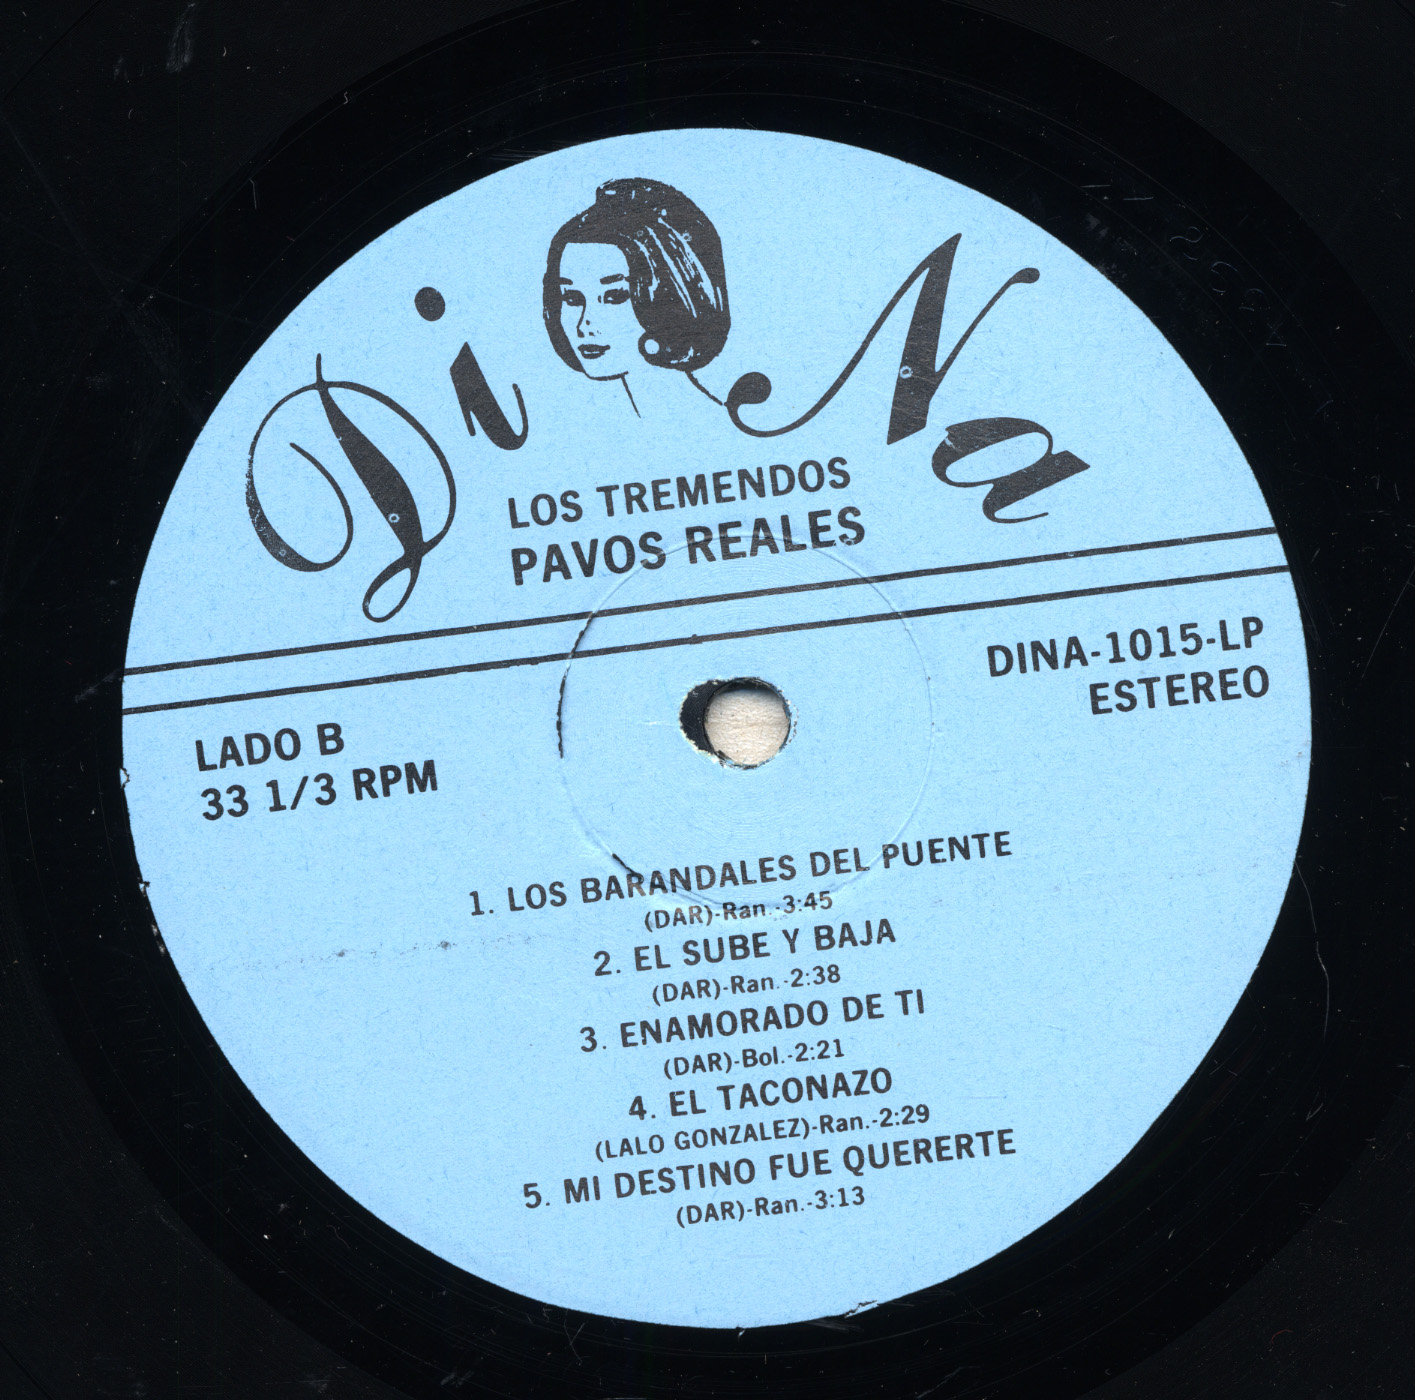 DiNa
LOS TREMENDOS
PAVOS REALES
DINA-1015-LP
ESTEREO
LADO B
33 1/3 RPM
1. LOS BARANDALES DEL PUENTE
(DAR)-Ran.-3:45
2. EL SUBE Y BAJA
(DAR)-Ran.-2:38
3. ENAMORADO DE TI
(DAR)-Bol.-2:21
4. EL TACONAZO
(LALO GONZALEZ)-Ran.-2:29
5. MI DESTINO FUE QUERERTE
(DAR)-Ran.-3:13